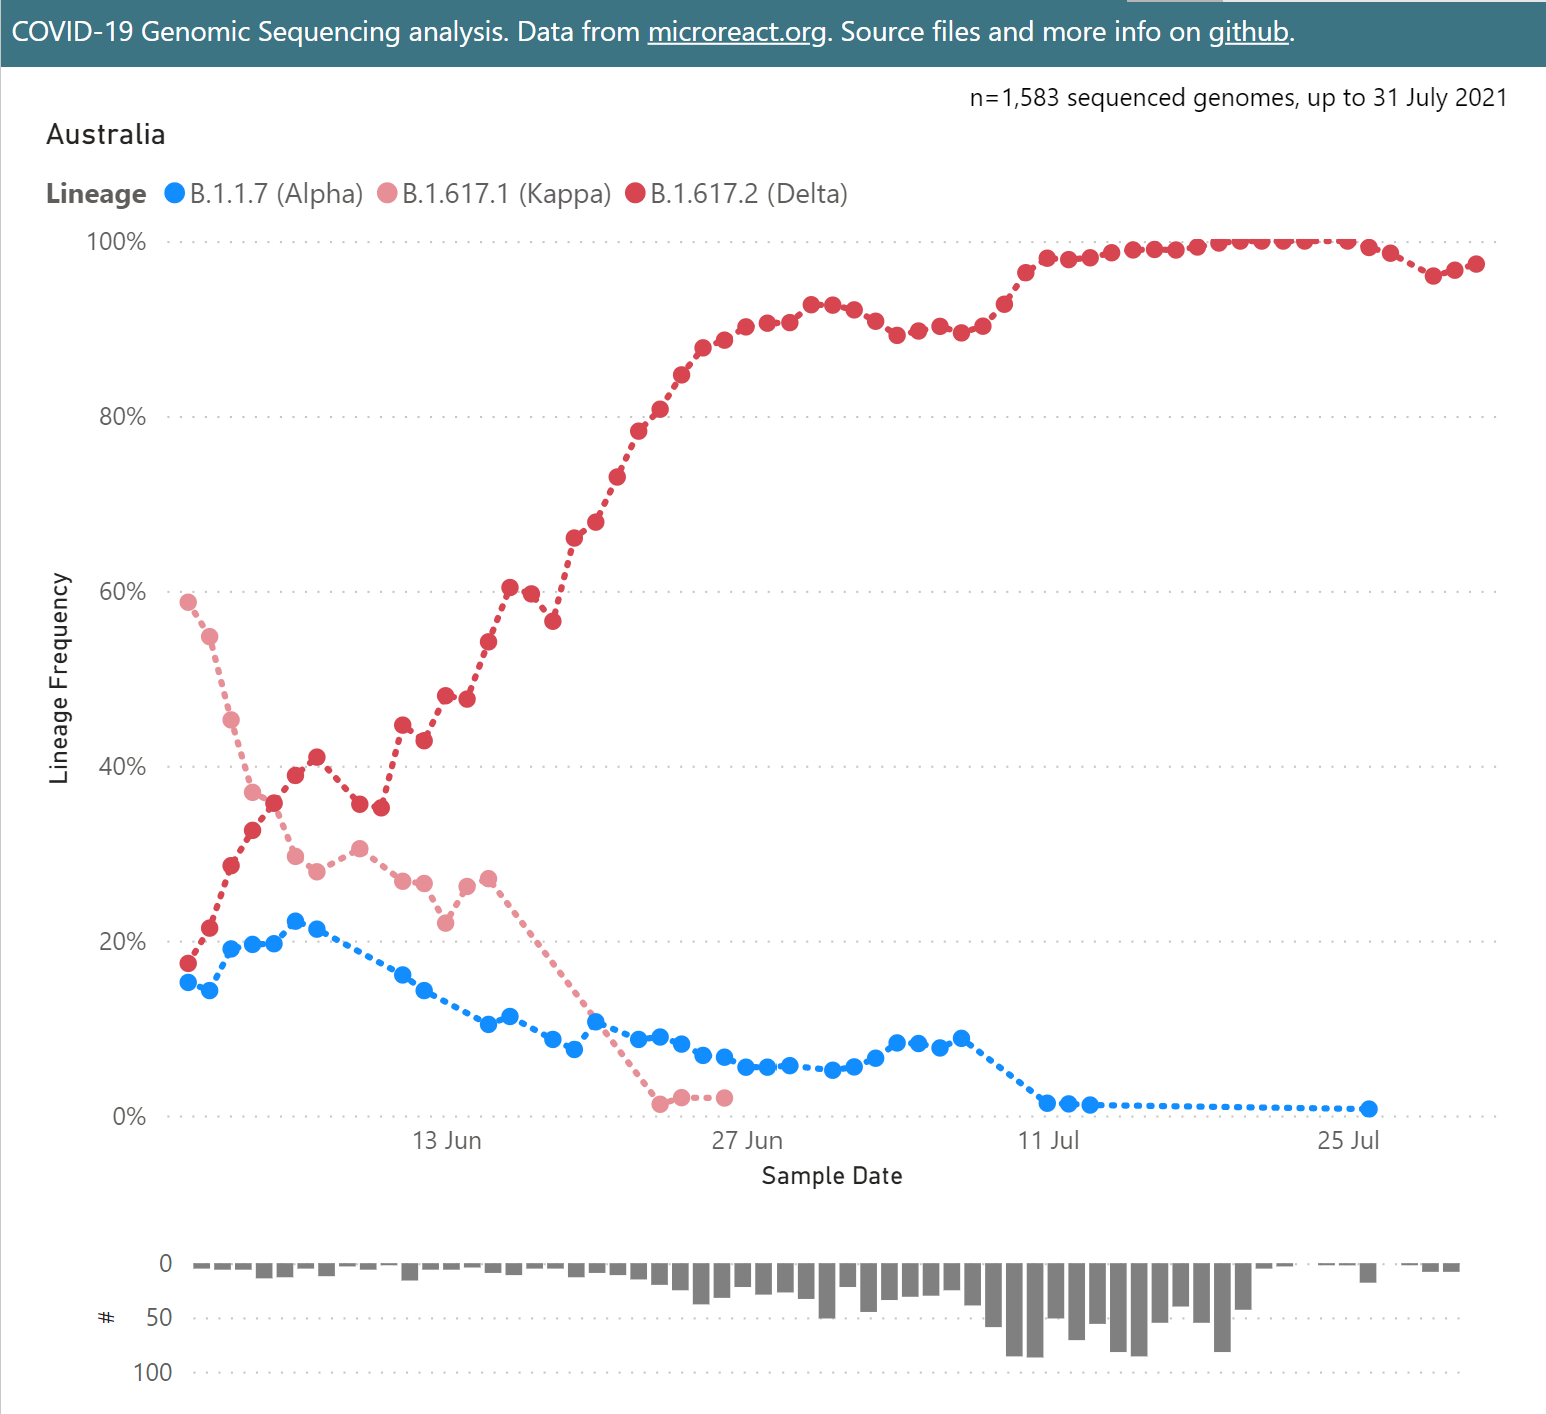 COVID-19 Genomic Sequencing analysis. Data from microreact.org. Source files and more info on github.
n=1,583 sequenced genomes, up to 31 July 2021
Australia
Lineage B.1.1.7 (Alpha) B.1.617.1 (Kappa) B.1.617.2 (Delta)
100%
80%
60%
40%
20%
0%
Lineage Frequency
13 Jun 27 Jun 11 Jul 25 Jul
Sample Date
0
50
100
#